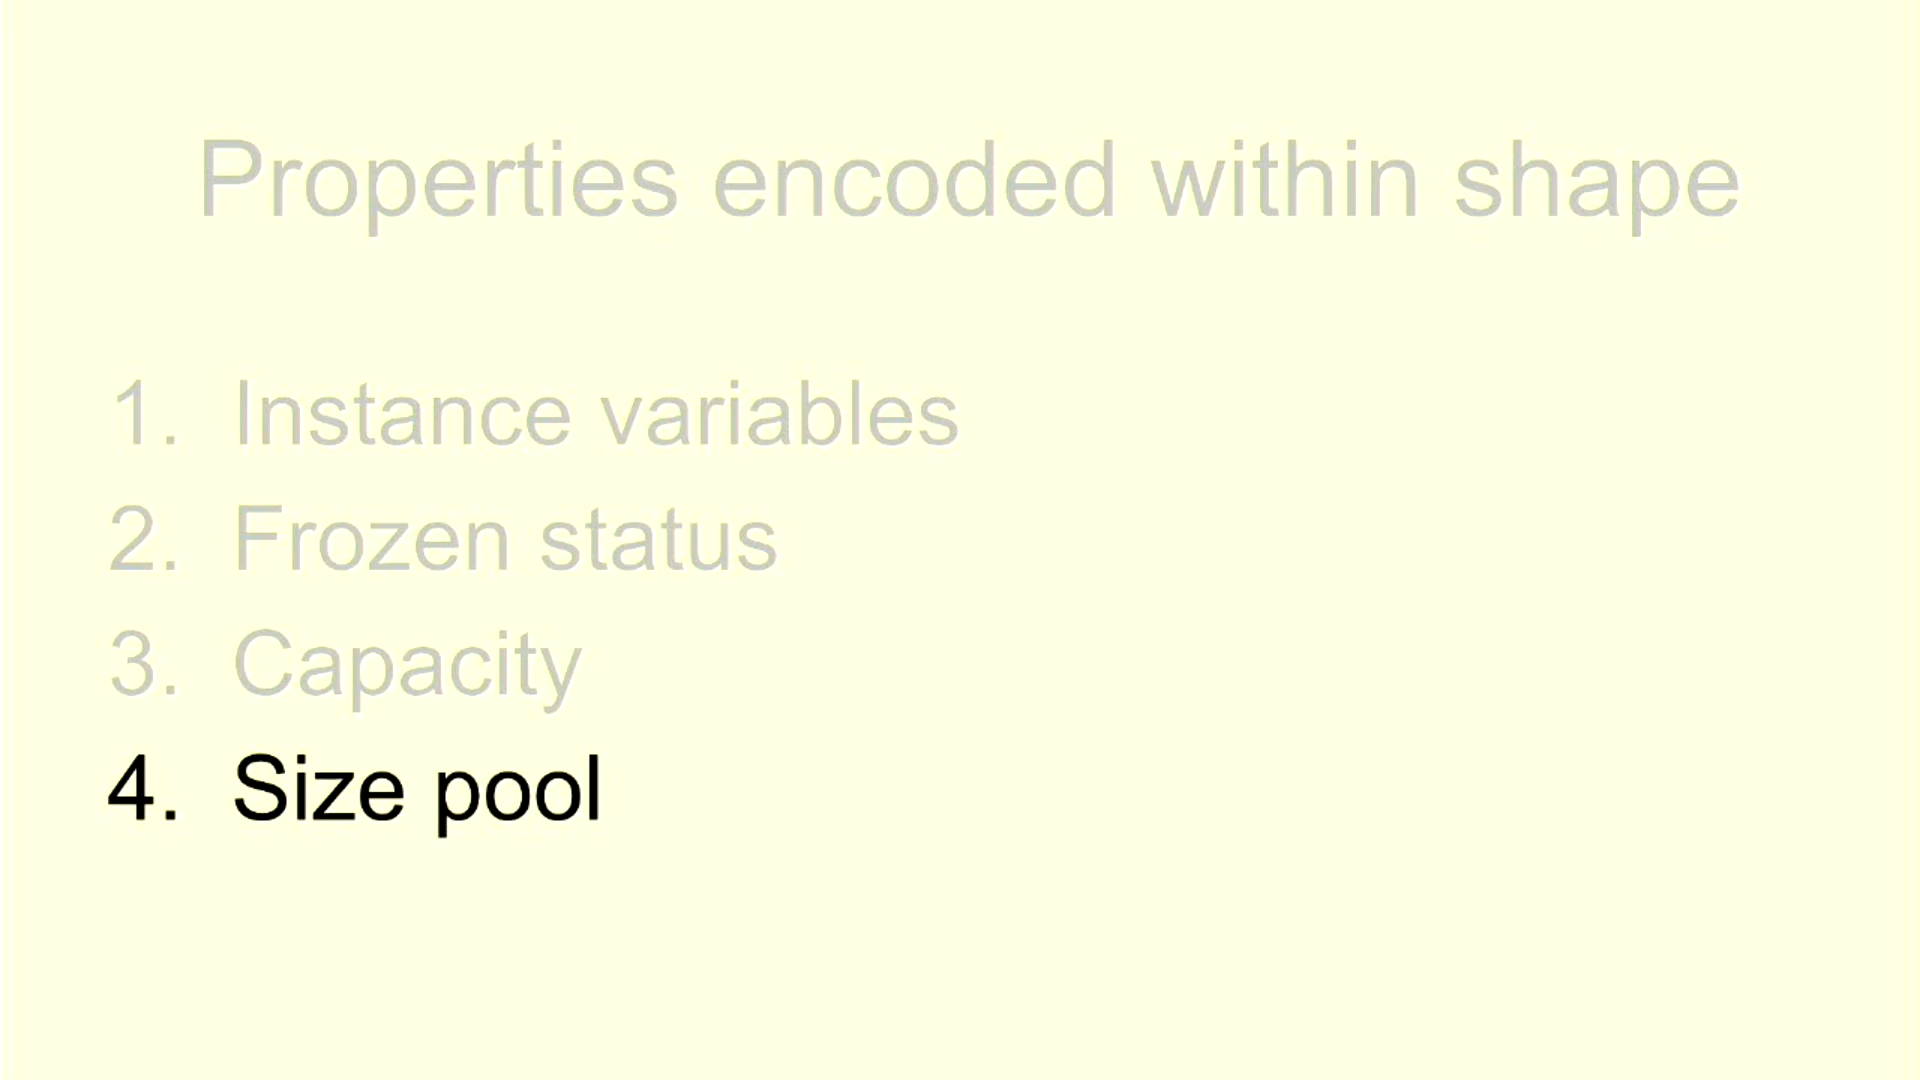 Properties encoded within shape
1. Instance variables
2. Frozen status
3. Capacity
4. Size pool